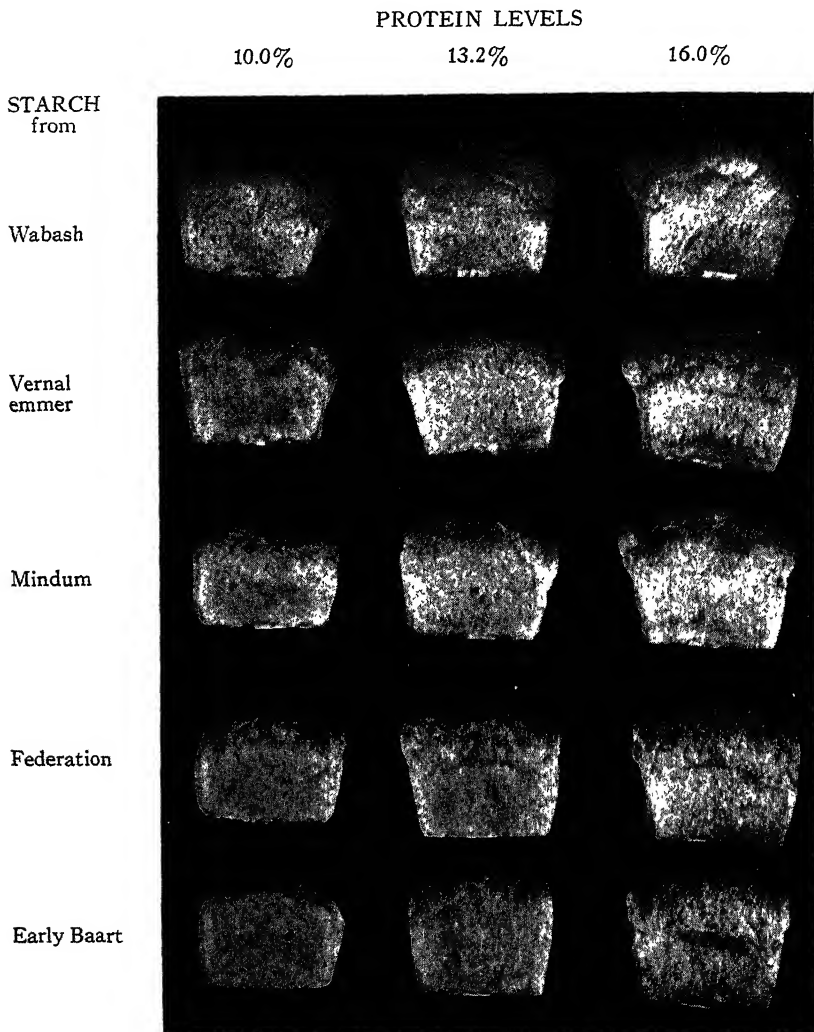 PROTEIN LEVELS
10.0% 13.2% 16.0%
STARCH
from
Wabash
Vernal
emmer
Mindum
Federation
Early Baart